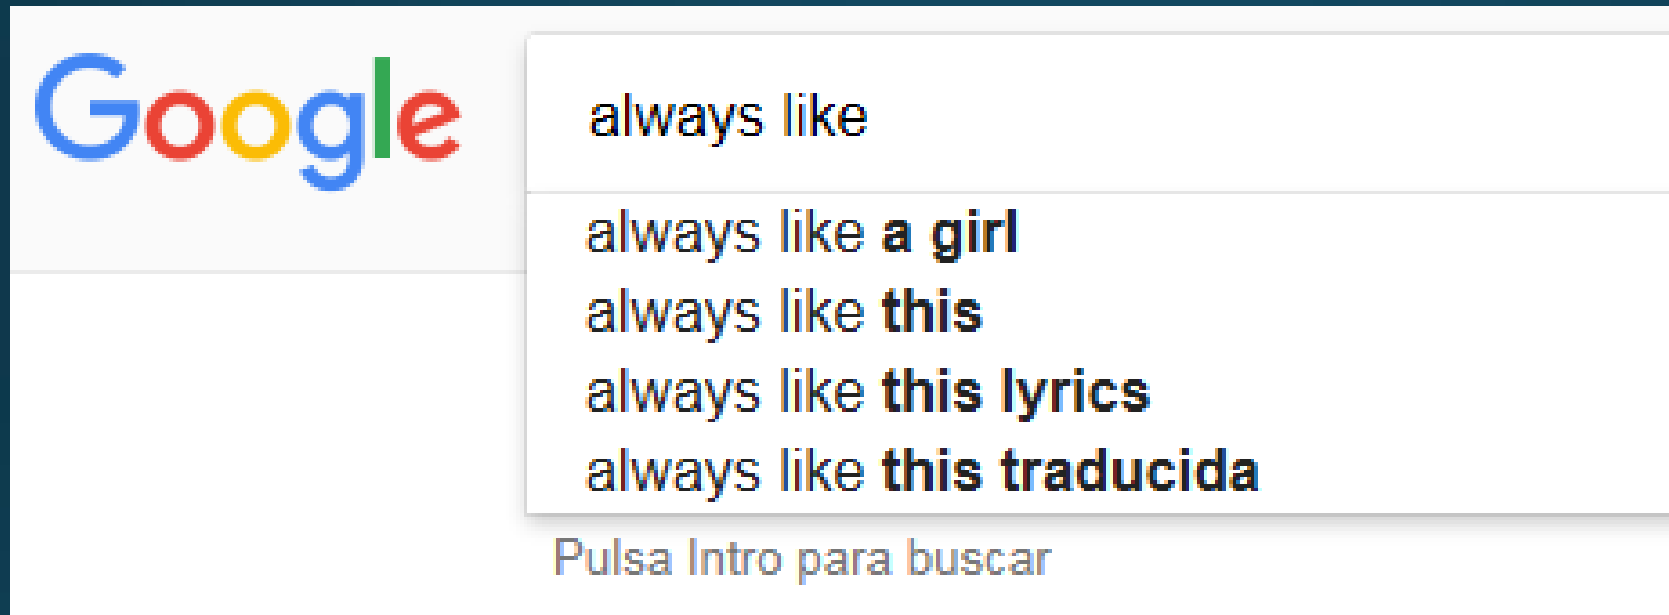 Google
always like
always like a girl
always like this
always like this lyrics
always like this traducida
Pulsa Intro para buscar